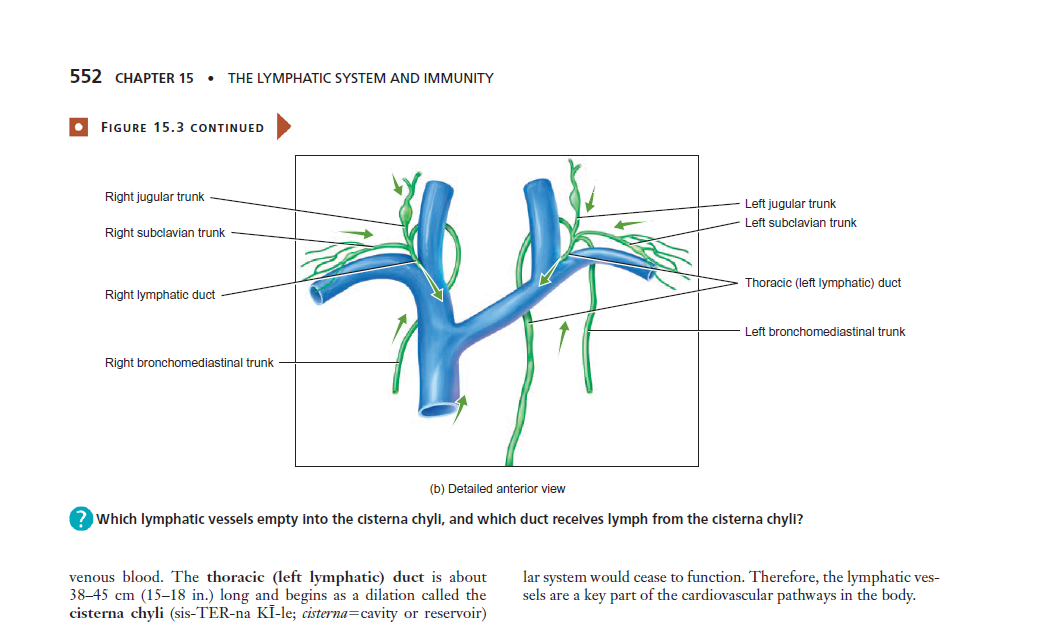 552 CHAPTER 15 • THE LYMPHATIC SYSTEM AND IMMUNITY
FIGURE 15.3 CONTINUED
Right jugular trunk
Right subclavian trunk
Right lymphatic duct
Right bronchomediastinal trunk
Left jugular trunk
Left subclavian trunk
Thoracic (left lymphatic) duct
Left bronchomediastinal trunk
(b) Detailed anterior view
? Which lymphatic vessels empty into the cisterna chyli, and which duct receives lymph from the cisterna chyli?
venous blood. The thoracic (left lymphatic) duct is about
38–45 cm (15–18 in.) long and begins as a dilation called the
cisterna chyli (sis-TER-na KĪ-le; cisterna=cavity or reservoir)
lar system would cease to function. Therefore, the lymphatic ves-
sels are a key part of the cardiovascular pathways in the body.